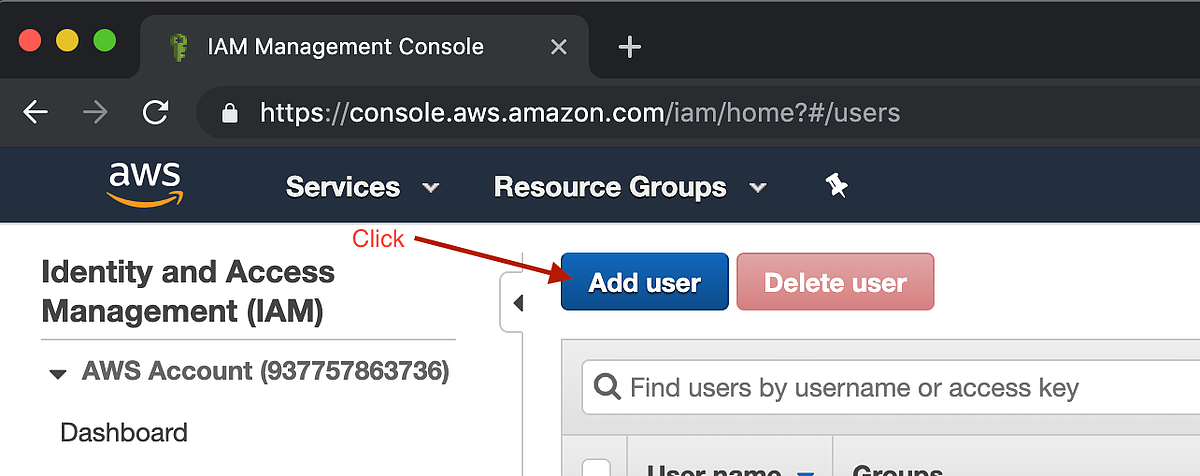 IAM Management Console
https://console.aws.amazon.com/iam/home?#/users
aws
Services
Resource Groups
Click
Add user
Delete user
Identity and Access
Management (IAM)
AWS Account (937757863736)
Find users by username or access key
Dashboard
User name
Groups